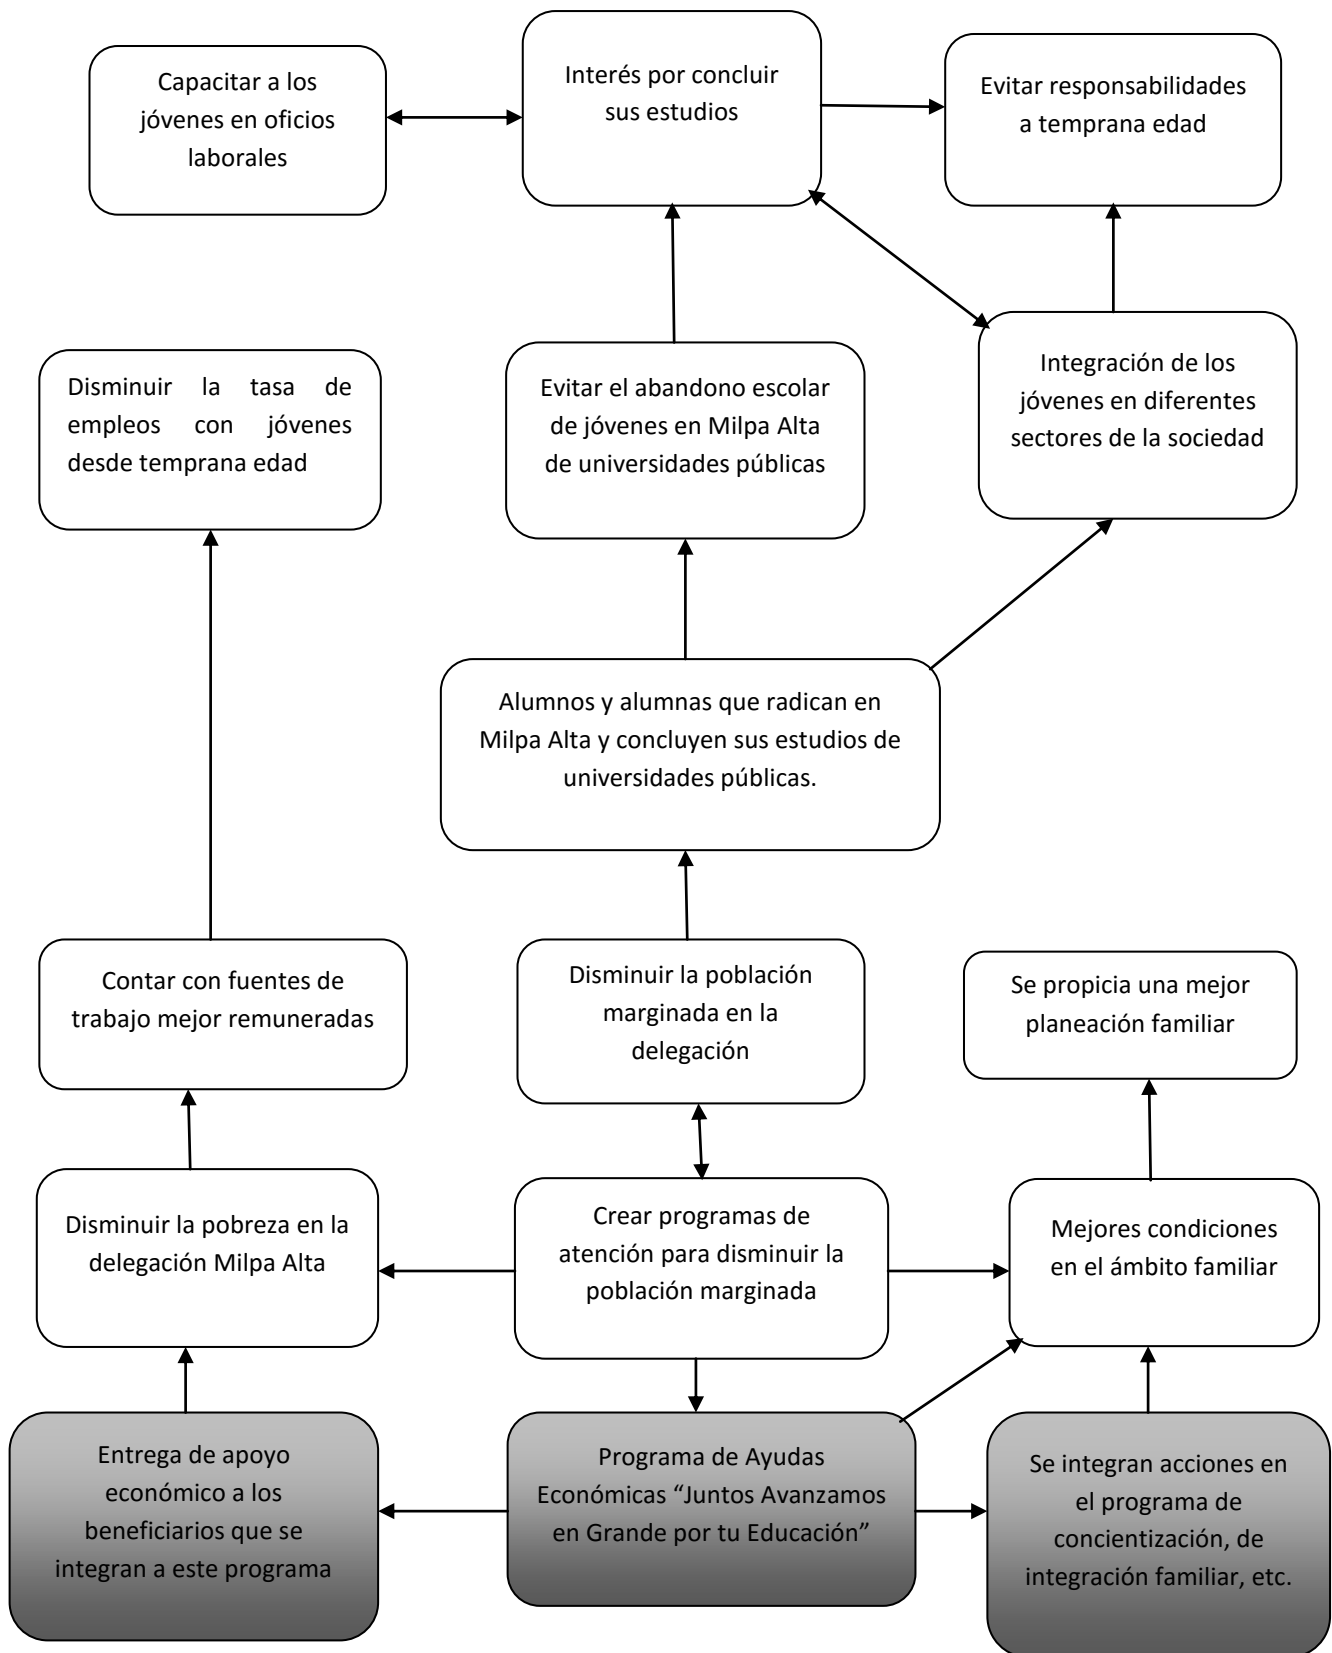 Capacitar a los
jóvenes en oficios
laborales
Interés por concluir
sus estudios
Evitar responsabilidades
a temprana edad
Disminuir la tasa de
empleos con jóvenes
desde temprana edad
Evitar el abandono escolar
de jóvenes en Milpa Alta
de universidades públicas
Integración de los
jóvenes en diferentes
sectores de la sociedad
Alumnos y alumnas que radican en
Milpa Alta y concluyen sus estudios de
universidades públicas.
Contar con fuentes de
trabajo mejor remuneradas
Disminuir la población
marginada en la
delegación
Se propicia una mejor
planeación familiar
Disminuir la pobreza en la
delegación Milpa Alta
Crear programas de
atención para disminuir la
población marginada
Mejores condiciones
en el ámbito familiar
Entrega de apoyo
económico a los
beneficiarios que se
integran a este programa
Programa de Ayudas
Económicas “Juntos Avanzamos
en Grande por tu Educación”
Se integran acciones en
el programa de
concientización, de
integración familiar, etc.